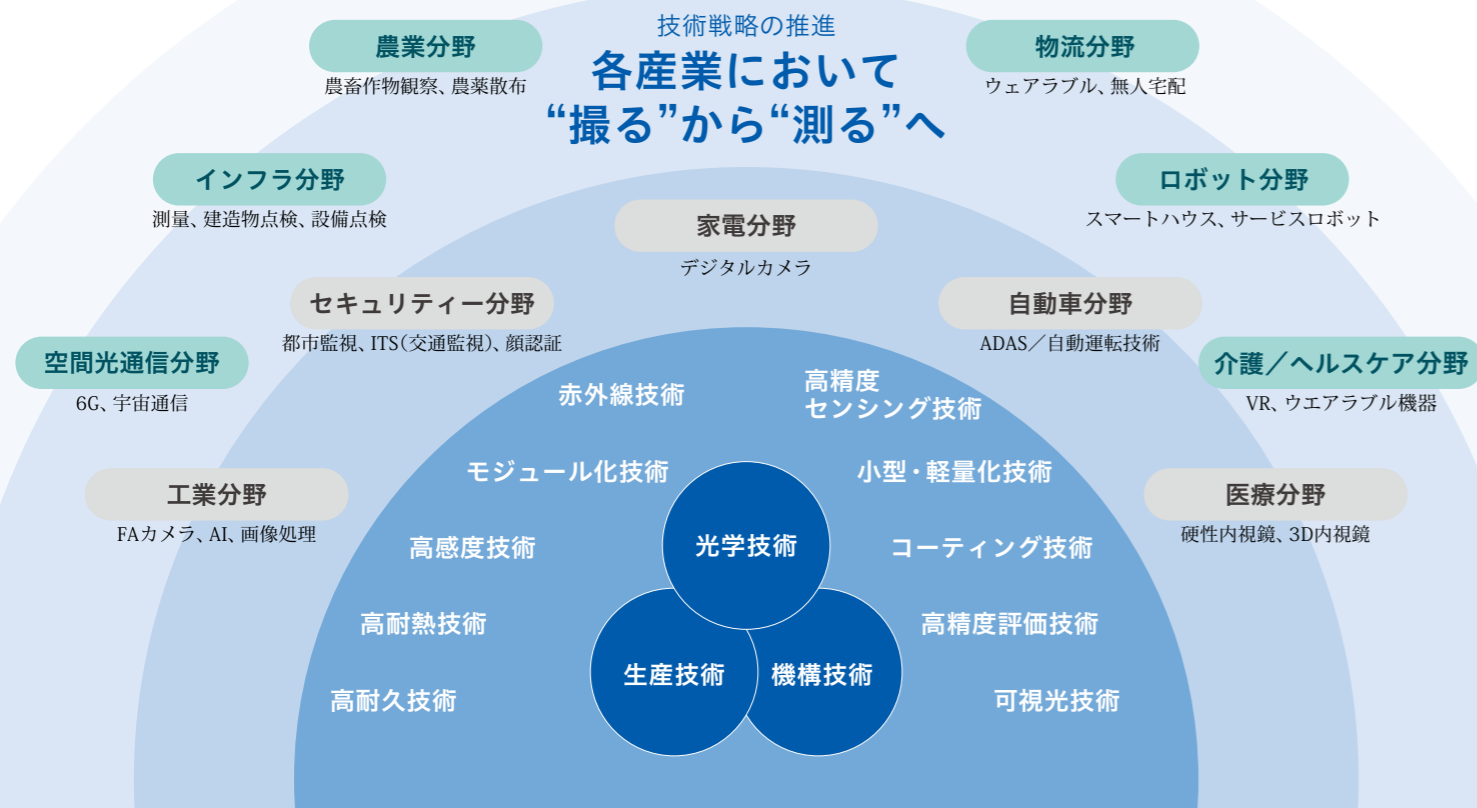 技術戦略の推進
各産業において
“撮る”から“測る”へ
農業分野
農畜作物観察、農薬散布
物流分野
ウェアラブル、無人宅配
インフラ分野
測量、建造物点検、設備点検
ロボット分野
スマートハウス、サービスロボット
家電分野
デジタルカメラ
セキュリティー分野
都市監視、ITS（交通監視）、顔認証
自動車分野
ADAS／自動運転技術
空間光通信分野
6G、宇宙通信
介護／ヘルスケア分野
VR、ウエアラブル機器
工業分野
FAカメラ、AI、画像処理
医療分野
硬性内視鏡、3D内視鏡
赤外線技術
高精度
センシング技術
モジュール化技術
小型・軽量化技術
高感度技術
コーティング技術
高耐熱技術
高精度評価技術
高耐久技術
可視光技術
光学技術
生産技術
機構技術